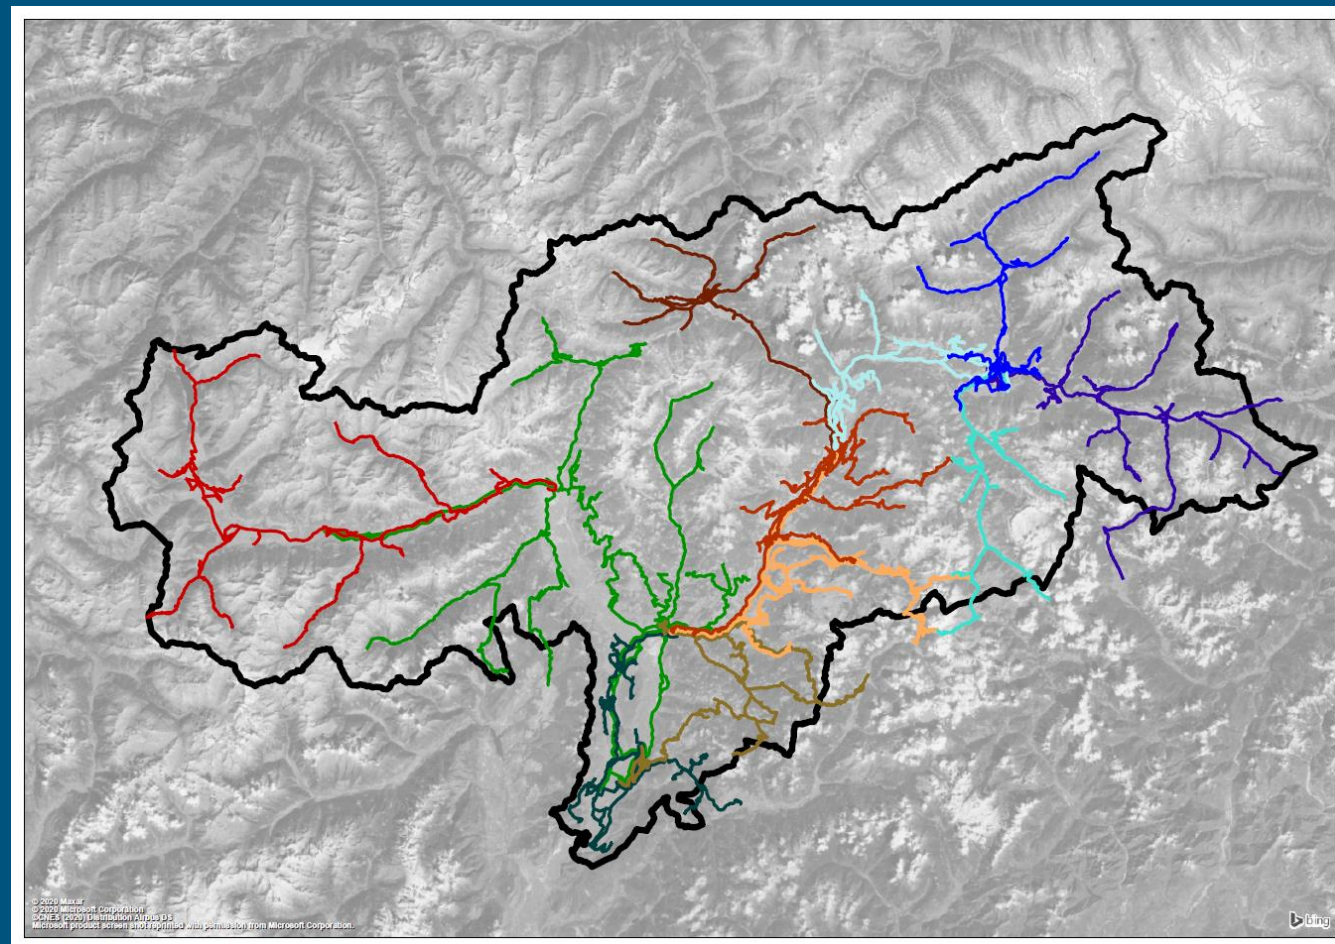 © 2020 Maxar
© 2020 Microsoft Corporation
©CNES (2020) Distribution Airbus DS
Microsoft product screen shot reprinted with permission from Microsoft Corporation.
bing